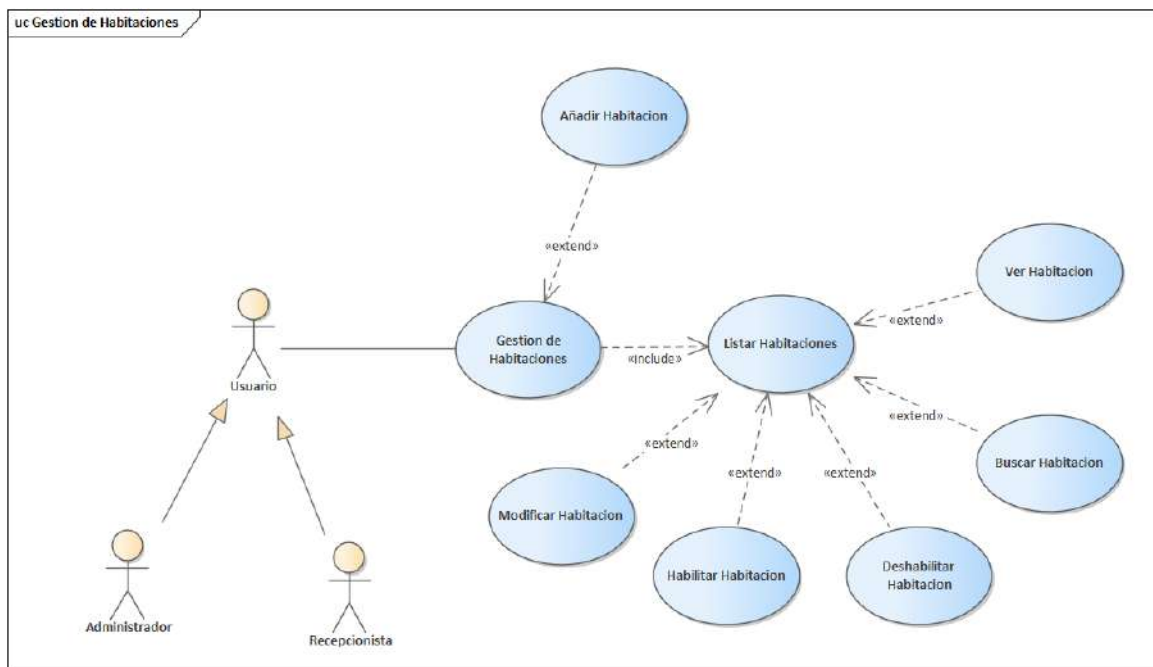 uc Gestion de Habitaciones
Añadir Habitacion
«extend»
Ver Habitacion
«extend»
Usuario
Gestion de
Habitaciones
«include»
Listar Habitaciones
«extend»
Buscar Habitacion
«extend»
Modificar Habitacion
«extend»
Habilitar Habitacion
«extend»
Deshabilitar
Habitacion
Administrador
Recepcionista